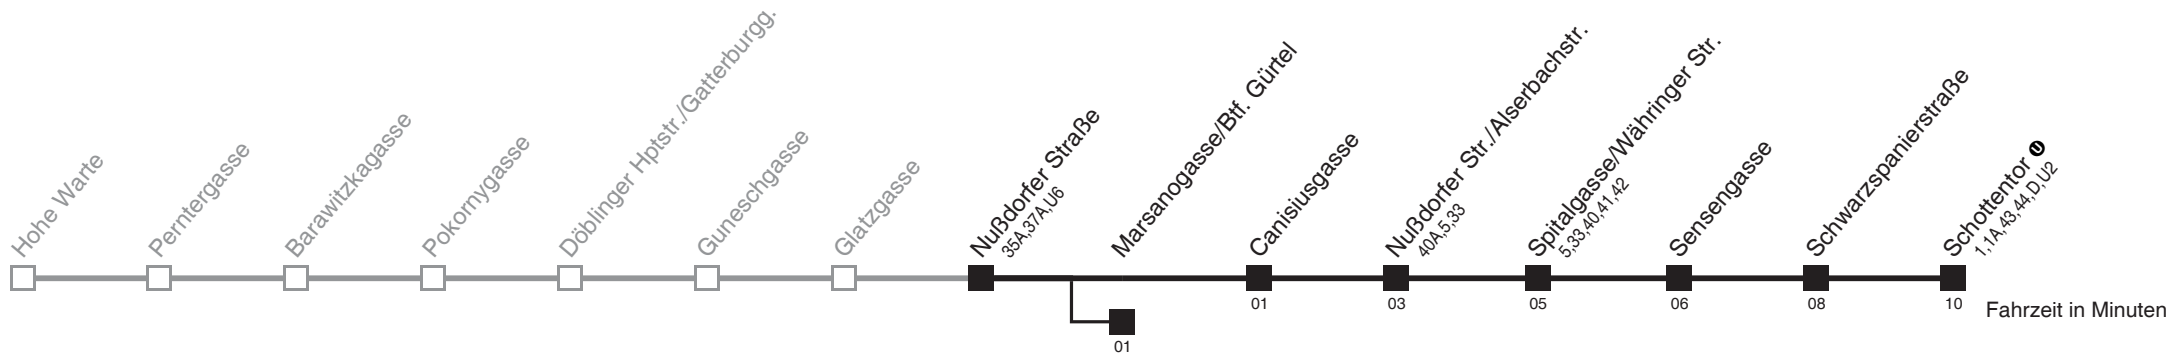 Hohe Warte
Perntergasse
Barawitzkagasse
Pokornygasse
Döblinger Hptstr./Gatterburgg.
Guneschgasse
Glatzgasse
Nußdorfer Straße
35A,37A,U6
Marsanogasse/Btf. Gürtel
Canisiusgasse
Nußdorfer Str./Alserbachstr.
40A,5,33
Spitalgasse/Währinger Str.
5,33,40,41,42
Sensengasse
Schwarzspanierstraße
Schottentor U
1,1A,43,44,D,U2
01
03
05
06
08
10
Fahrzeit in Minuten
01